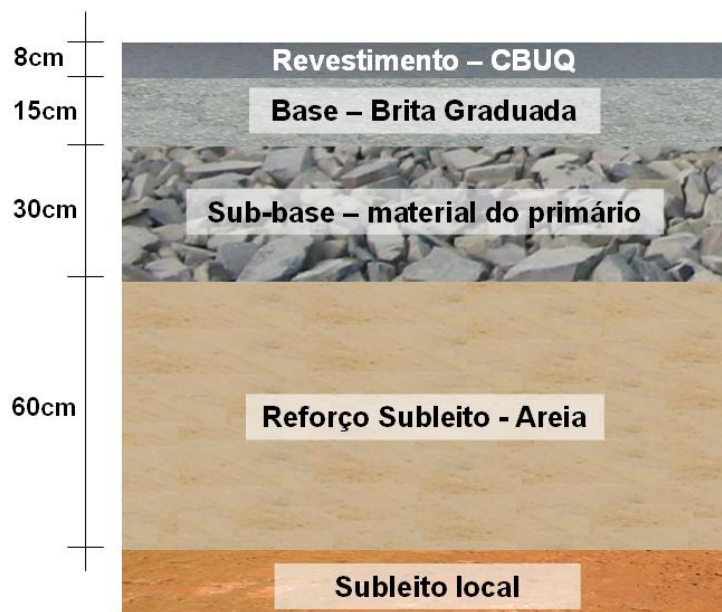 8cm
Revestimento – CBUQ
15cm
Base – Brita Graduada
30cm
Sub-base – material do primário
60cm
Reforço Subleito - Areia
Subleito local